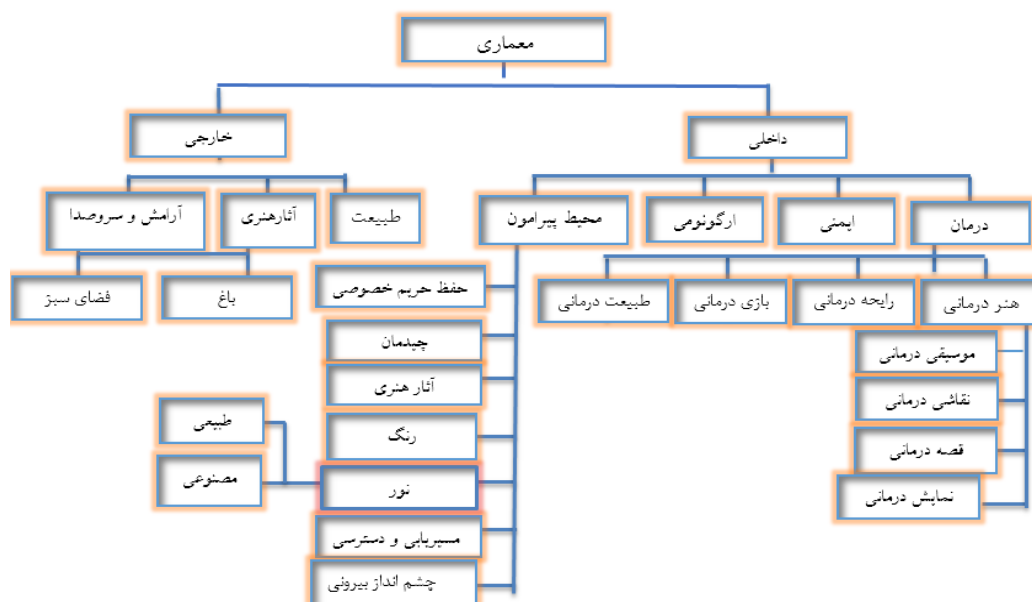 معماری
داخلی
خارجی
درمان
ایمنی
ارگونومی
محیط پیرامون
طبیعت
آثارهنری
آرامش و سروصدا
هنر درمانی
رایحه درمانی
بازی درمانی
طبیعت درمانی
باغ
فضای سبز
موسیقی درمانی
نقاشی درمانی
قصه درمانی
نمایش درمانی
حفظ حریم خصوصی
چیدمان
آثار هنری
رنگ
نور
مسیریابی و دسترسی
چشم انداز بیرونی
طبیعی
مصنوعی